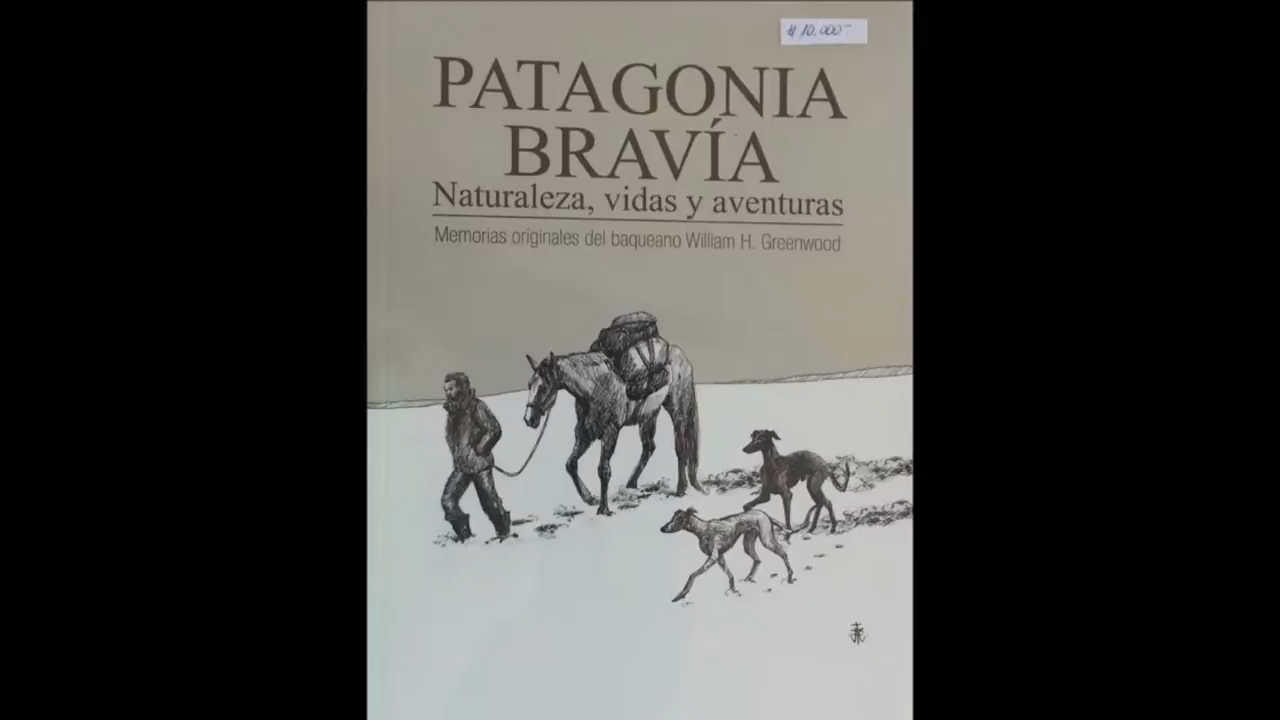 $ 10.000-
PATAGONIA
BRAVÍA
Naturaleza, vidas y aventuras
Memorias originales del baqueano William H. Greenwood